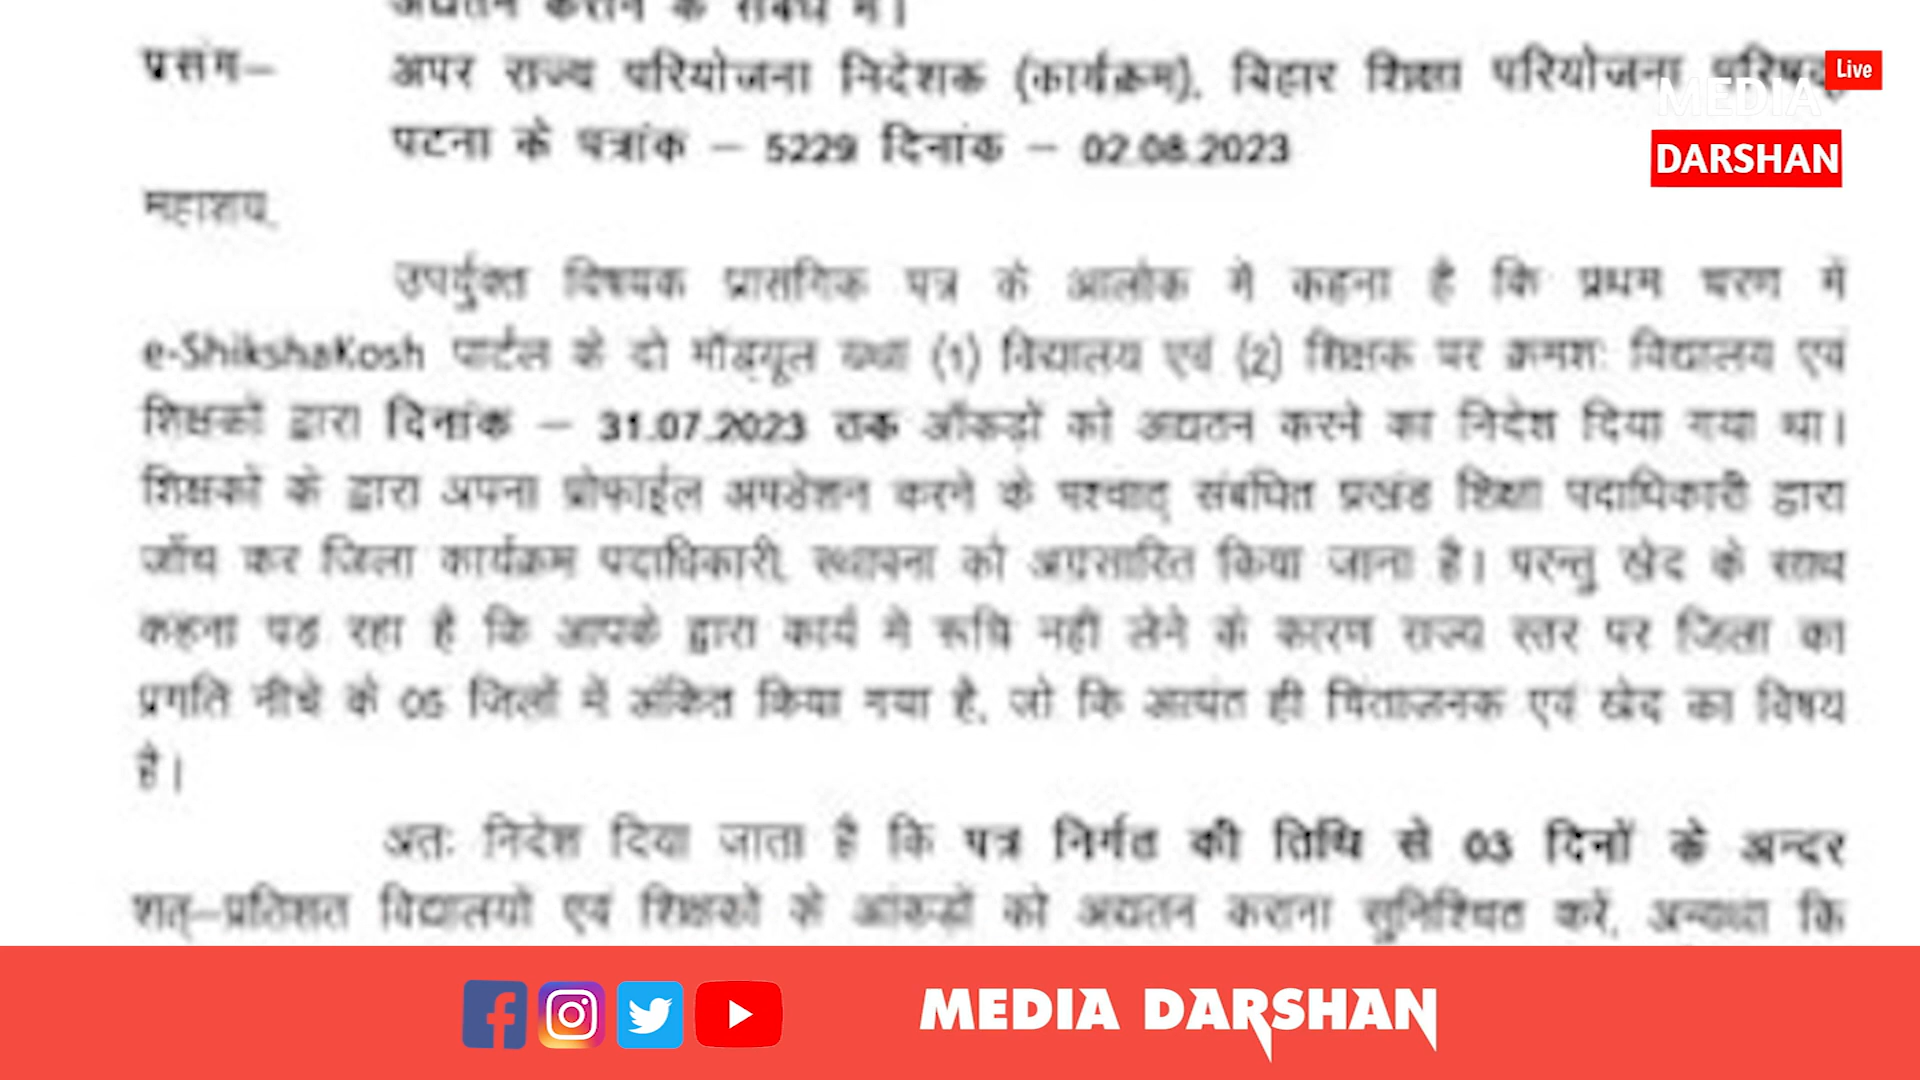 अद्यतन कराने के संबंध में।
प्रसंग– अपर राज्य परियोजना निदेशक (कार्यक्रम), बिहार शिक्षा परियोजना परिषद
Live
MEDIA
पटना के पत्रांक – 5229 दिनांक – 02.08.2023
DARSHAN
महाशय,
उपर्युक्त विषयक प्रासंगिक पत्र के आलोक में कहना है कि प्रथम चरण में
e-ShikshaKosh पोर्टल के दो मॉड्यूल यथा (1) विद्यालय एवं (2) शिक्षक पर क्रमशः विद्यालय एवं
शिक्षकों द्वारा दिनांक – 31.07.2023 तक आँकड़ों को अद्यतन करने का निदेश दिया गया था।
शिक्षकों के द्वारा अपना प्रोफाईल अपडेशन करने के पश्चात् संबंधित प्रखंड शिक्षा पदाधिकारी द्वारा
जाँच कर जिला कार्यक्रम पदाधिकारी, स्थापना को अग्रसारित किया जाना है। परन्तु खेद के साथ
कहना पड़ रहा है कि आपके द्वारा कार्य में रूचि नहीं लेने के कारण राज्य स्तर पर जिला का
प्रगति नीचे के 05 जिलों में अंकित किया गया है, जो कि अत्यंत ही चिंताजनक एवं खेद का विषय
है।
अतः निदेश दिया जाता है कि पत्र निर्गत की तिथि से 03 दिनों के अन्दर
शत्–प्रतिशत विद्यालयों एवं शिक्षकों के आंकड़ों को अद्यतन कराना सुनिश्चित करें, अन्यथा कि
MEDIA DARSHAN